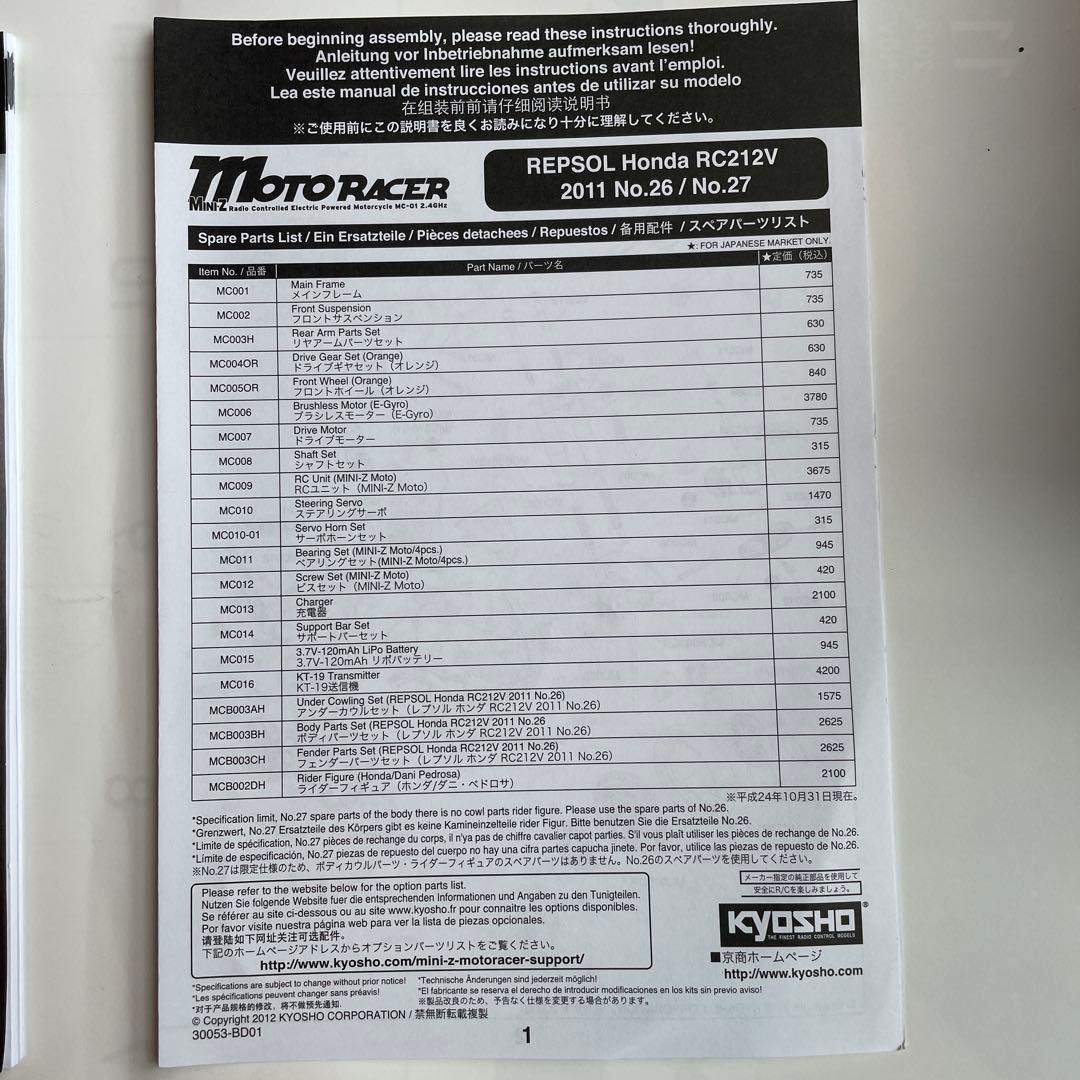 Before beginning assembly, please read these instructions thoroughly.
Anleitung vor Inbetriebnahme aufmerksam lesen!
Veuillez attentivement lire les instructions avant l'emploi.
Lea este manual de instrucciones antes de utilizar su modelo
在组装前前请仔细阅读说明书
※ご使用前にこの説明書を良くお読みになり十分に理解してください。
MOTO RACER
MINI-Z Radio Controlled Electric Powered Motorcycle MC-01 2.4GHz
REPSOL Honda RC212V
2011 No.26 / No.27
Spare Parts List / Ein Ersatzteile / Pièces detachees / Repuestos / 备用配件 / スペアパーツリスト
★: FOR JAPANESE MARKET ONLY.
Item No. / 品番 Part Name / パーツ名 ★定価（税込）
MC001 Main Frame 735
メインフレーム
MC002 Front Suspension 735
フロントサスペンション
MC003H Rear Arm Parts Set 630
リヤアームパーツセット
MC004OR Drive Gear Set (Orange) 630
ドライブギヤセット（オレンジ）
MC005OR Front Wheel (Orange) 840
フロントホイール（オレンジ）
MC006 Brushless Motor (E-Gyro) 3780
ブラシレスモーター（E-Gyro）
MC007 Drive Motor 735
ドライブモーター
MC008 Shaft Set 315
シャフトセット
MC009 RC Unit (MINI-Z Moto) 3675
RCユニット（MINI-Z Moto）
MC010 Steering Servo 1470
ステアリングサーボ
MC010-01 Servo Horn Set 315
サーボホーンセット
MC011 Bearing Set (MINI-Z Moto/4pcs.) 945
ベアリングセット(MINI-Z Moto/4pcs.)
MC012 Screw Set (MINI-Z Moto) 420
ビスセット（MINI-Z Moto）
MC013 Charger 2100
充電器
MC014 Support Bar Set 420
サポートバーセット
MC015 3.7V-120mAh LiPo Battery 945
3.7V-120mAh リポバッテリー
MC016 KT-19 Transmitter 4200
KT-19送信機
MCB003AH Under Cowling Set (REPSOL Honda RC212V 2011 No.26) 1575
アンダーカウルセット（レプソル ホンダ RC212V 2011 No.26）
MCB003BH Body Parts Set (REPSOL Honda RC212V 2011 No.26 2625
ボディパーツセット（レプソル ホンダ RC212V 2011 No.26）
MCB003CH Fender Parts Set (REPSOL Honda RC212V 2011 No.26) 2625
フェンダーパーツセット（レプソル ホンダ RC212V 2011 No.26）
MCB002DH Rider Figure (Honda/Dani Pedrosa) 2100
ライダーフィギュア（ホンダ/ダニ・ペドロサ）
※平成24年10月31日現在。
*Specification limit, No.27 spare parts of the body there is no cowl parts rider figure. Please use the spare parts of No.26.
*Grenzwert, No.27 Ersatzteile des Körpers gibt es keine Kamineinzelteile rider Figur. Bitte benutzen Sie die Ersatzteile No.26.
*Limite de spécification, No.27 pièces de rechange du corps, il n'ya pas de chiffre cavalier capot parties. S'il vous plaît utiliser les pièces de rechange de No.26.
*Límite de especificación, No.27 piezas de repuesto del cuerpo no hay una cifra partes capucha jinete. Por favor, utilice las piezas de repuesto de No.26.
※No.27は限定仕様のため、ボディカウルパーツ・ライダーフィギュアのスペアパーツはありません。No.26のスペアパーツを使用してください。
Please refer to the website below for the option parts list.
Nutzen Sie folgende Website fuer die entsprechenden Informationen und Angaben zu den Tunigteilen.
Se référer au site ci-dessous ou au site www.kyosho.fr pour connaitre les options disponibles.
Por favor visite nuestra página web para ver la lista de piezas opcionales.
请登陆如下网址关注可选配件。
下記のホームページアドレスからオプションパーツリストをご覧ください。
http://www.kyosho.com/mini-z-motoracer-support/
メーカー指定の純正部品を使用して
安全にR/Cを楽しみましょう。
KYOSHO®
THE FINEST RADIO CONTROL MODELS
■京商ホームページ
http://www.kyosho.com
*Specifications are subject to change without prior notice!
*Les spécifications peuvent changer sans préavis!
*对于产品规格的修改，将不做预先通知.
*Technische Änderungen sind jederzeit möglich!
*El fabricante se reserva el derecho de introducir modificaciones en los kits sin previo aviso!
※製品改良のため、予告なく仕様を変更する場合があります。
© Copyright 2012 KYOSHO CORPORATION / 禁無断転載複製
30053-BD01
1